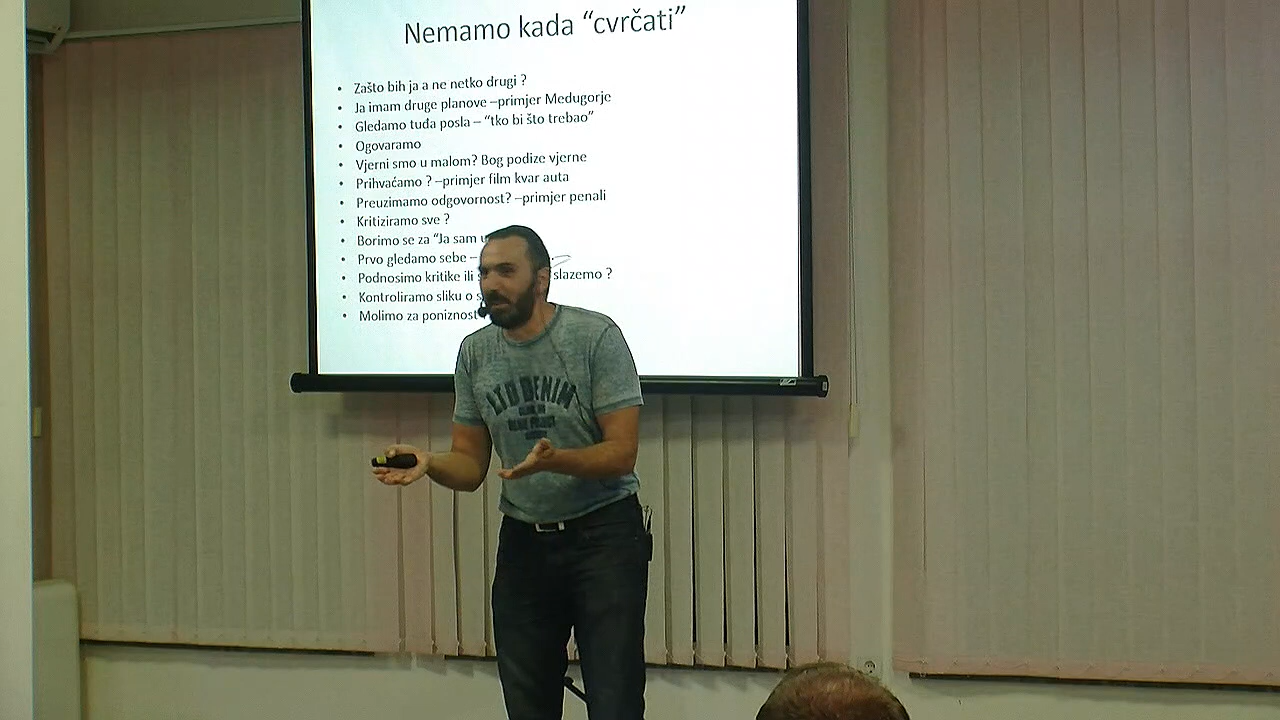 Nemamo kada “cvrčati”
• Zašto bih ja a ne netko drugi ?
• Ja imam druge planove –primjer Medugorje
• Gledamo tuđa posla – “tko bi što trebao”
• Ogovaramo
• Vjerni smo u malom? Bog podize vjerne
• Prihvaćamo ? –primjer film kvar auta
• Preuzimamo odgovornost? –primjer penali
• Kritiziramo sve ?
• Borimo se za “Ja sam u
• Prvo gledamo sebe –
• Podnosimo kritike ili slazemo ?
• Kontroliramo sliku o s
• Molimo za poniznost
LTD DENIM